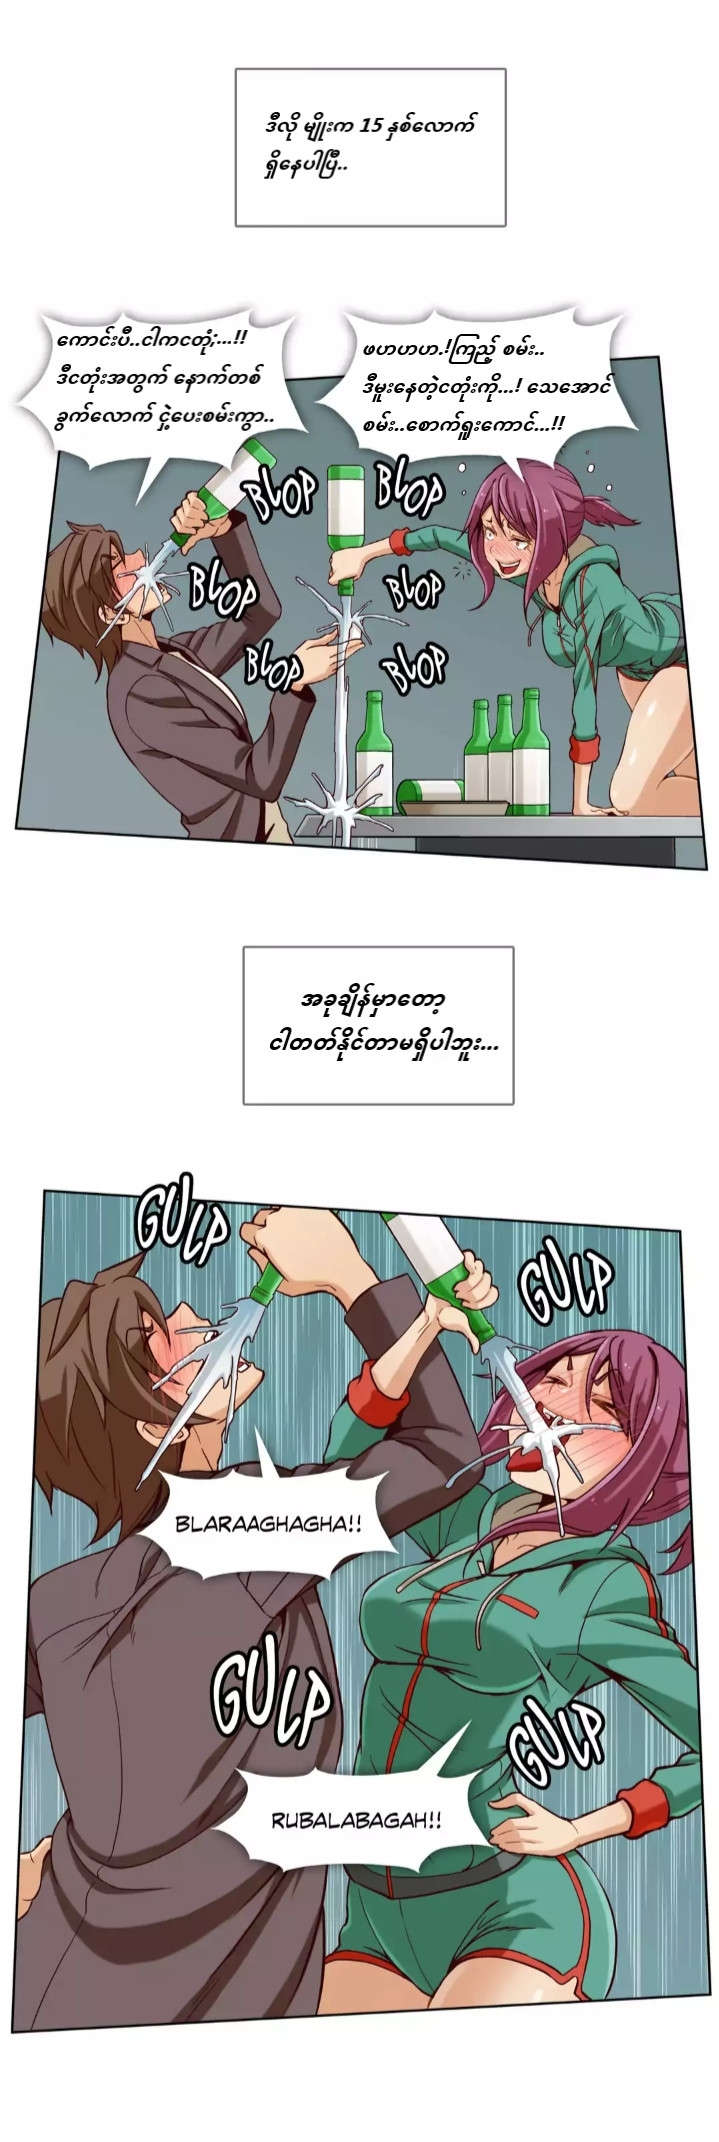 ဒီလို မျိုးက 15 နှစ်လောက်
ရှိနေပါပြီ..
ကောင်းပီ..ငါကငတုံး...!!
ဒီငတုံးအတွက် နောက်တစ်
ခွက်လောက် ငှဲ့ပေးစမ်းကွာ..
ဖဟဟဟ.!ကြည့် စမ်း..
ဒီမူးနေတဲ့ငတုံးကို...! သေအောင်
စမ်း..စောက်ရူးကောင်...!!
BLOP
BLOP
BLOP
BLOP
BLOP
BLOP
အခုချိန်မှာတော့
ငါတတ်နိုင်တာမရှိပါဘူး...
GULP
GULP
BLARAAGHAGHA!!
GULP
GULP
RUBALABAGAH!!